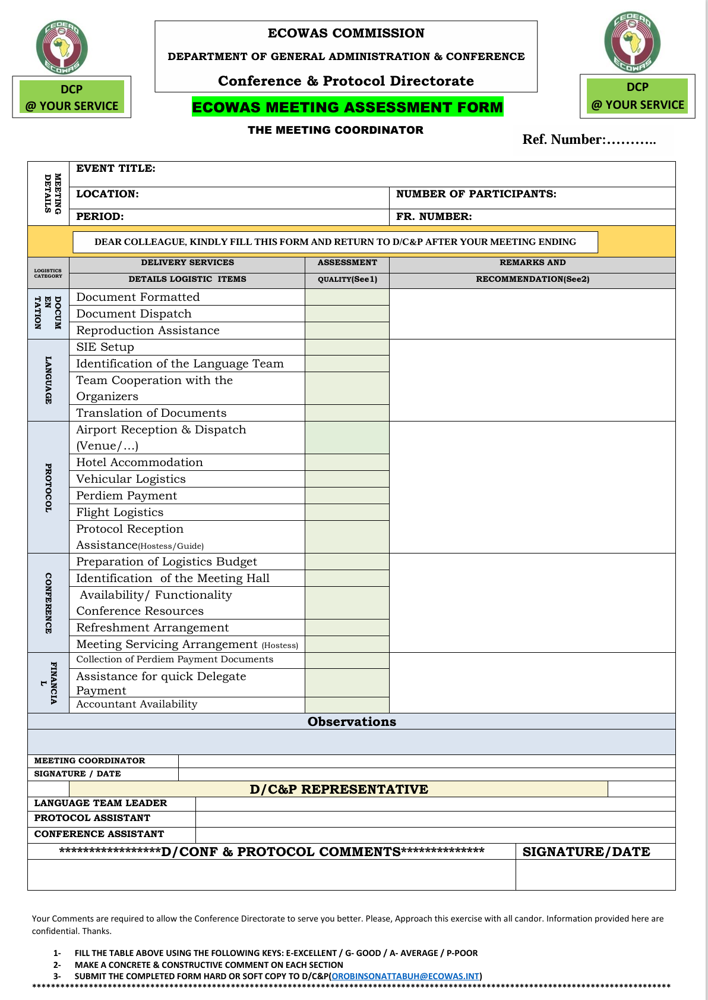 CEDEAO
ECOWAS
DCP
@ YOUR SERVICE
ECOWAS COMMISSION
DEPARTMENT OF GENERAL ADMINISTRATION & CONFERENCE
Conference & Protocol Directorate
CEDEAO
ECOWAS
DCP
@ YOUR SERVICE
ECOWAS MEETING ASSESSMENT FORM
THE MEETING COORDINATOR
Ref. Number:………..
MEETING
DETAILS
EVENT TITLE:
LOCATION:
NUMBER OF PARTICIPANTS:
PERIOD:
FR. NUMBER:
DEAR COLLEAGUE, KINDLY FILL THIS FORM AND RETURN TO D/C&P AFTER YOUR MEETING ENDING
LOGISTICS
CATEGORY
DELIVERY SERVICES
ASSESSMENT
REMARKS AND
DETAILS LOGISTIC  ITEMS
QUALITY(See1)
RECOMMENDATION(See2)
DOCUM
EN
TATION
Document Formatted
Document Dispatch
Reproduction Assistance
LANGUAGE
SIE Setup
Identification of the Language Team
Team Cooperation with the
Organizers
Translation of Documents
PROTOCOL
Airport Reception & Dispatch
(Venue/…)
Hotel Accommodation
Vehicular Logistics
Perdiem Payment
Flight Logistics
Protocol Reception
Assistance(Hostess/Guide)
CONFERENCE
Preparation of Logistics Budget
Identification  of the Meeting Hall
Availability/ Functionality
Conference Resources
Refreshment Arrangement
Meeting Servicing Arrangement (Hostess)
FINANCIA
L
Collection of Perdiem Payment Documents
Assistance for quick Delegate
Payment
Accountant Availability
Observations
MEETING COORDINATOR
SIGNATURE / DATE
D/C&P REPRESENTATIVE
LANGUAGE TEAM LEADER
PROTOCOL ASSISTANT
CONFERENCE ASSISTANT
*****************D/CONF & PROTOCOL COMMENTS**************
SIGNATURE/DATE
Your Comments are required to allow the Conference Directorate to serve you better. Please, Approach this exercise with all candor. Information provided here are
confidential. Thanks.
1- FILL THE TABLE ABOVE USING THE FOLLOWING KEYS: E-EXCELLENT / G- GOOD / A- AVERAGE / P-POOR
2- MAKE A CONCRETE & CONSTRUCTIVE COMMENT ON EACH SECTION
3- SUBMIT THE COMPLETED FORM HARD OR SOFT COPY TO D/C&P(OROBINSONATTABUH@ECOWAS.INT)
***************************************************************************************************************************************